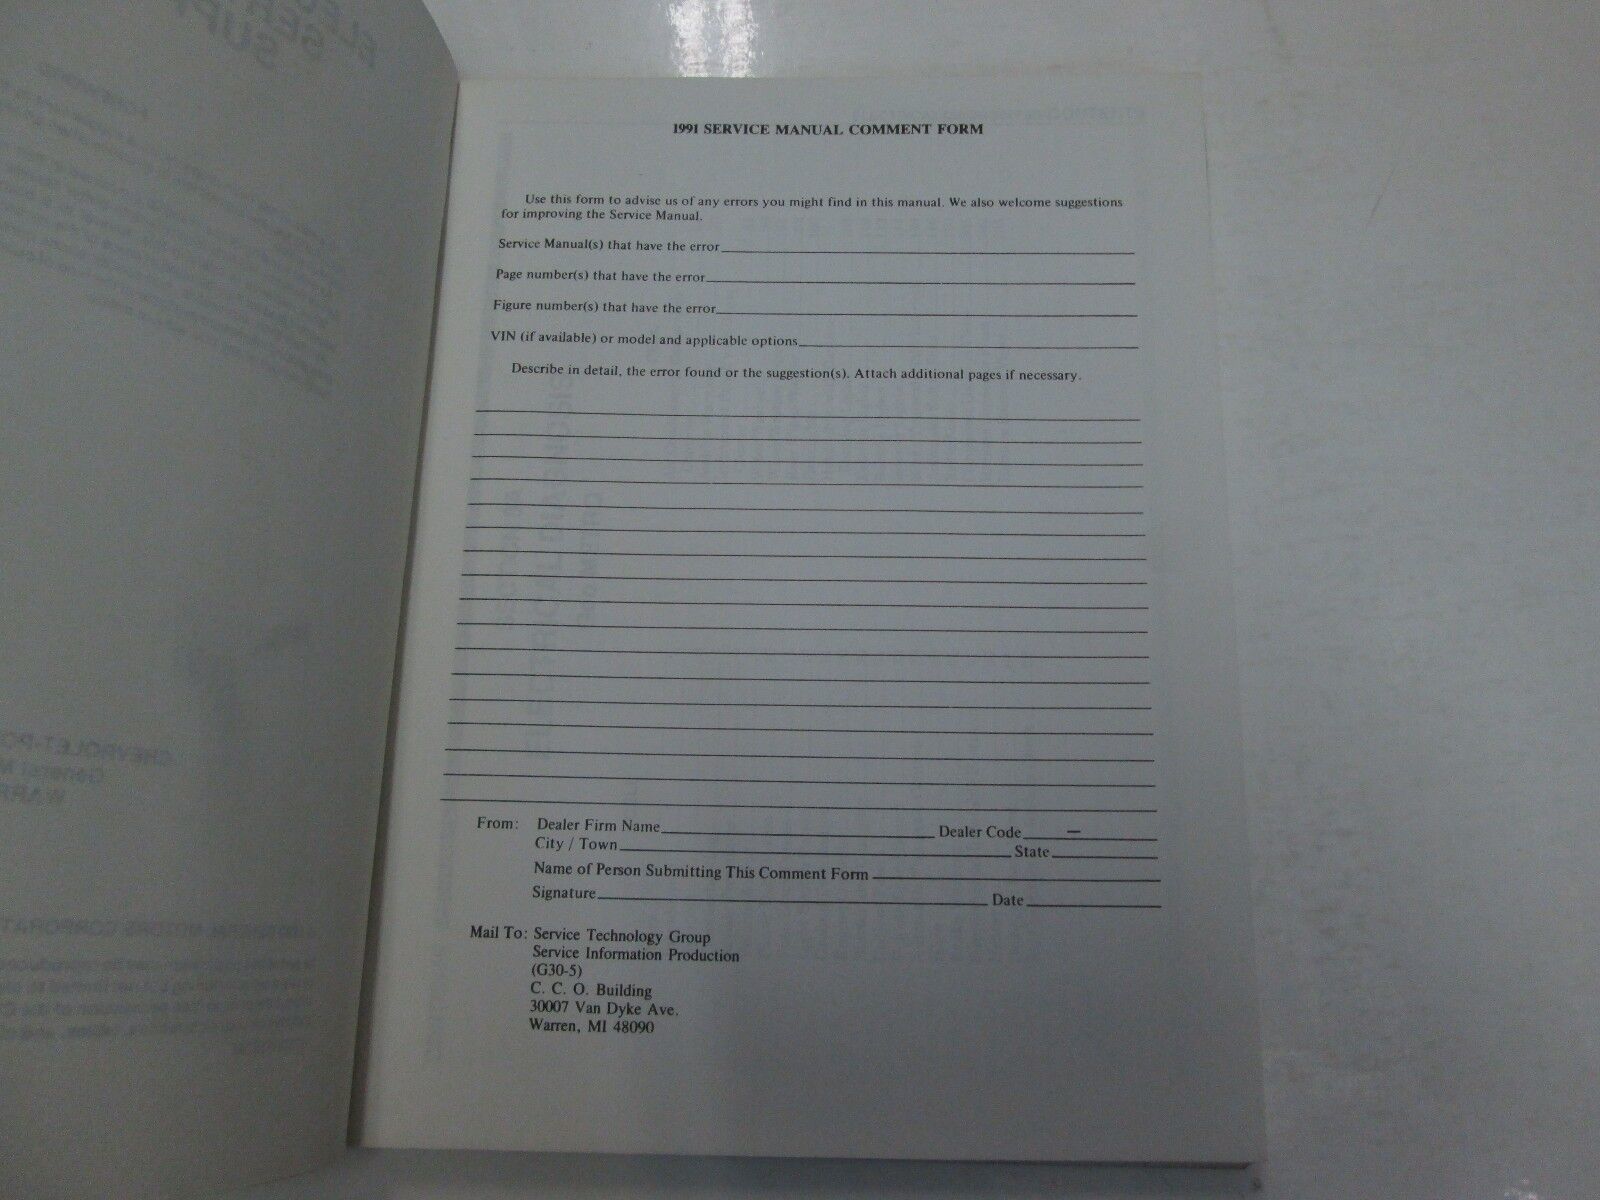 1991 SERVICE MANUAL COMMENT FORM
Use this form to advise us of any errors you might find in this manual. We also welcome suggestions
for improving the Service Manual.
Service Manual(s) that have the error
Page number(s) that have the error
Figure number(s) that have the error
VIN (if available) or model and applicable options
Describe in detail, the error found or the suggestion(s). Attach additional pages if necessary.
From: Dealer Firm Name Dealer Code —
City / Town State
Name of Person Submitting This Comment Form
Signature Date
Mail To: Service Technology Group
Service Information Production
(G30-5)
C. C. O. Building
30007 Van Dyke Ave.
Warren, MI 48090